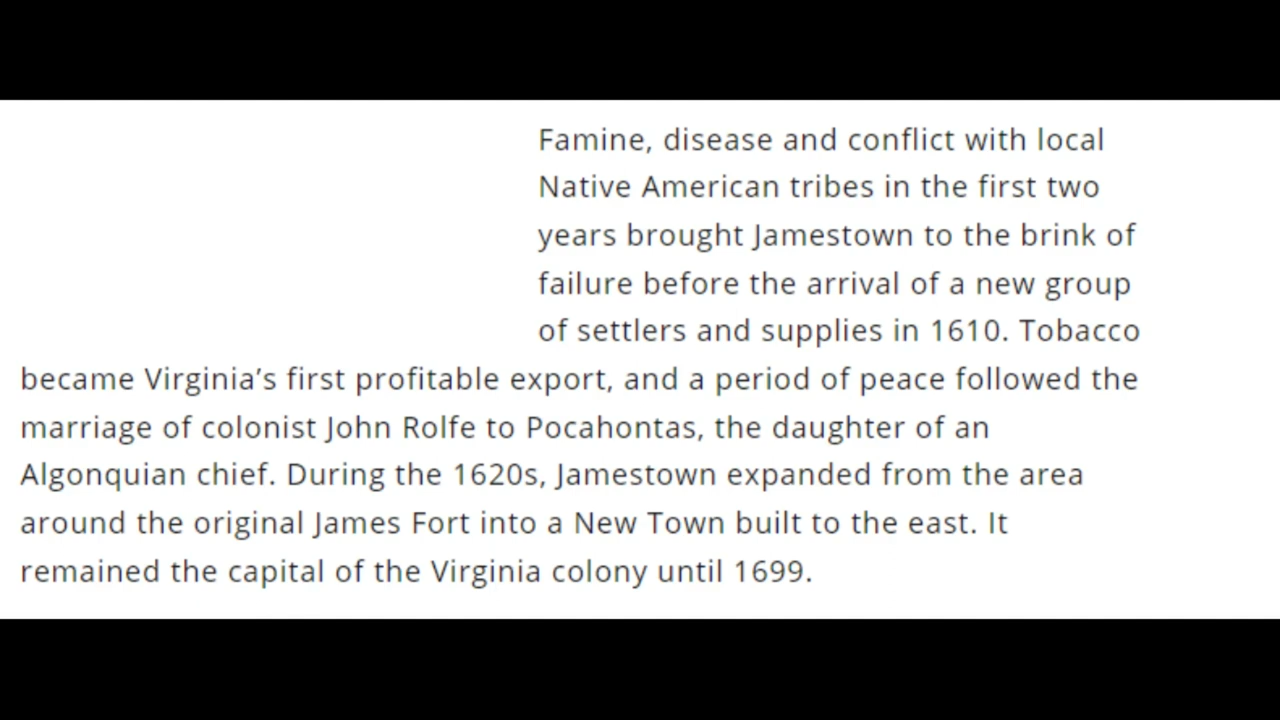 Famine, disease and conflict with local
Native American tribes in the first two
years brought Jamestown to the brink of
failure before the arrival of a new group
of settlers and supplies in 1610. Tobacco
became Virginia’s first profitable export, and a period of peace followed the
marriage of colonist John Rolfe to Pocahontas, the daughter of an
Algonquian chief. During the 1620s, Jamestown expanded from the area
around the original James Fort into a New Town built to the east. It
remained the capital of the Virginia colony until 1699.